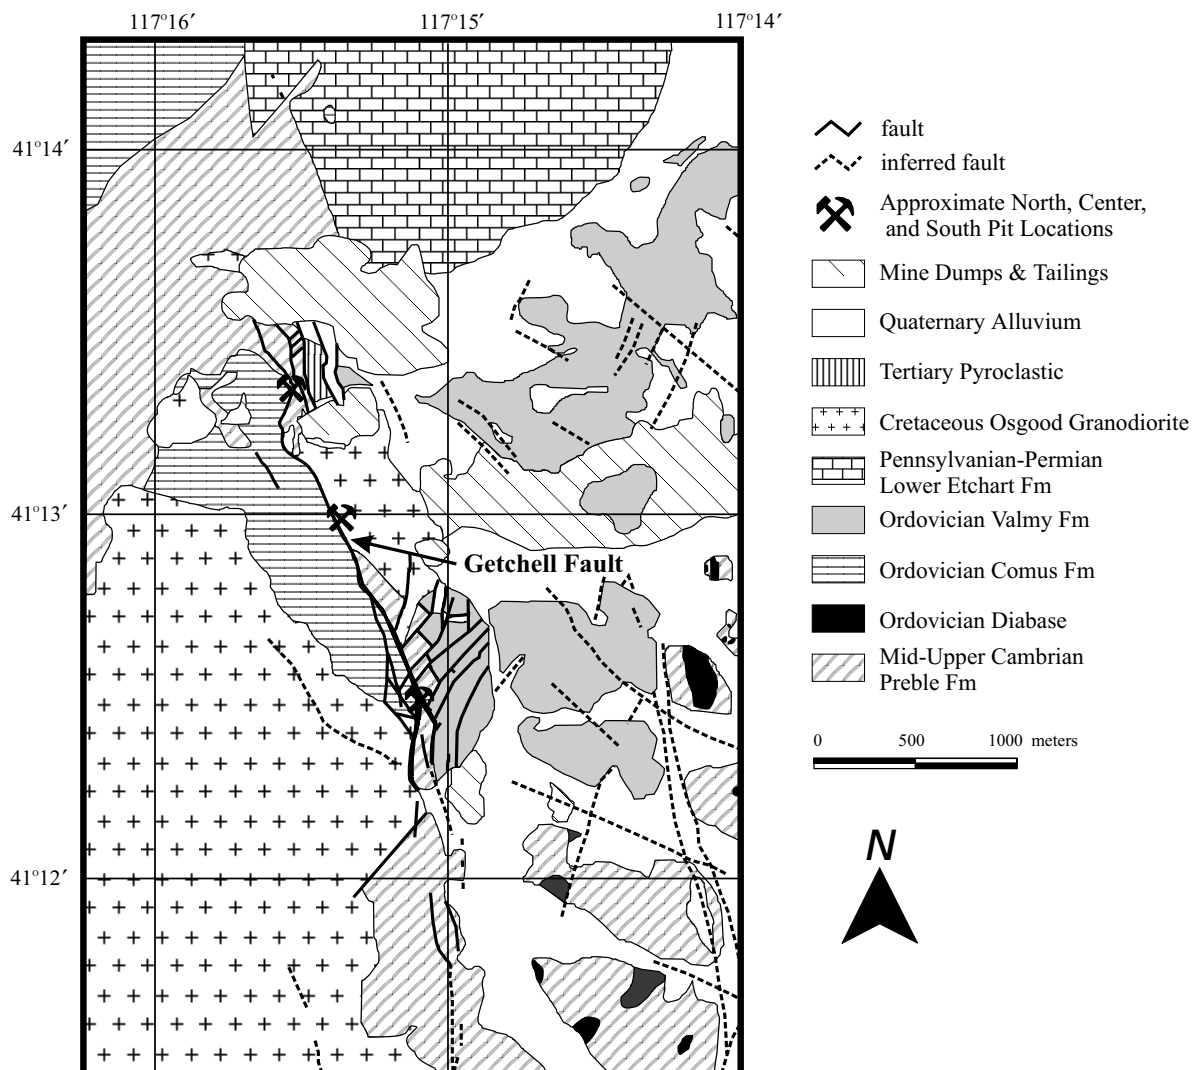 117°16′
117°15′
117°14′
41°14′
41°13′
41°12′
Getchell Fault
fault
inferred fault
Approximate North, Center,
and South Pit Locations
Mine Dumps & Tailings
Quaternary Alluvium
Tertiary Pyroclastic
Cretaceous Osgood Granodiorite
Pennsylvanian-Permian
Lower Etchart Fm
Ordovician Valmy Fm
Ordovician Comus Fm
Ordovician Diabase
Mid-Upper Cambrian
Preble Fm
0 500 1000 meters
N